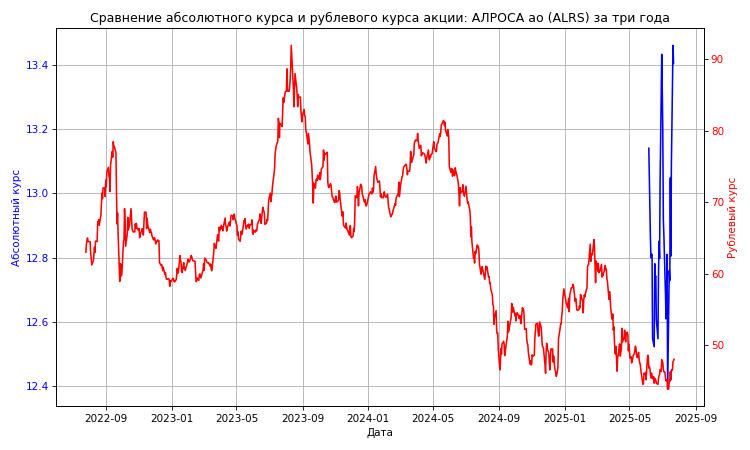 Сравнение абсолютного курса и рублевого курса акции: АЛРОСА ао (ALRS) за три года
13.4
13.2
13.0
12.8
12.6
12.4
Абсолютный курс
90
80
70
60
50
Рублевый курс
2022-09 2023-01 2023-05 2023-09 2024-01 2024-05 2024-09 2025-01 2025-05 2025-09
Дата